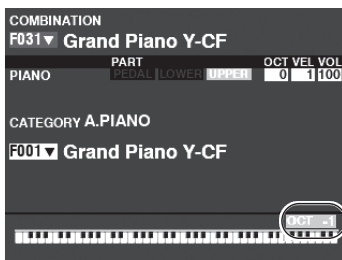 COMBINATION
F031▼ Grand Piano Y-CF
PART OCT VEL VOL
PIANO PEDAL LOWER UPPER 0 1 100
CATEGORY A.PIANO
F001▼ Grand Piano Y-CF
OCT -1